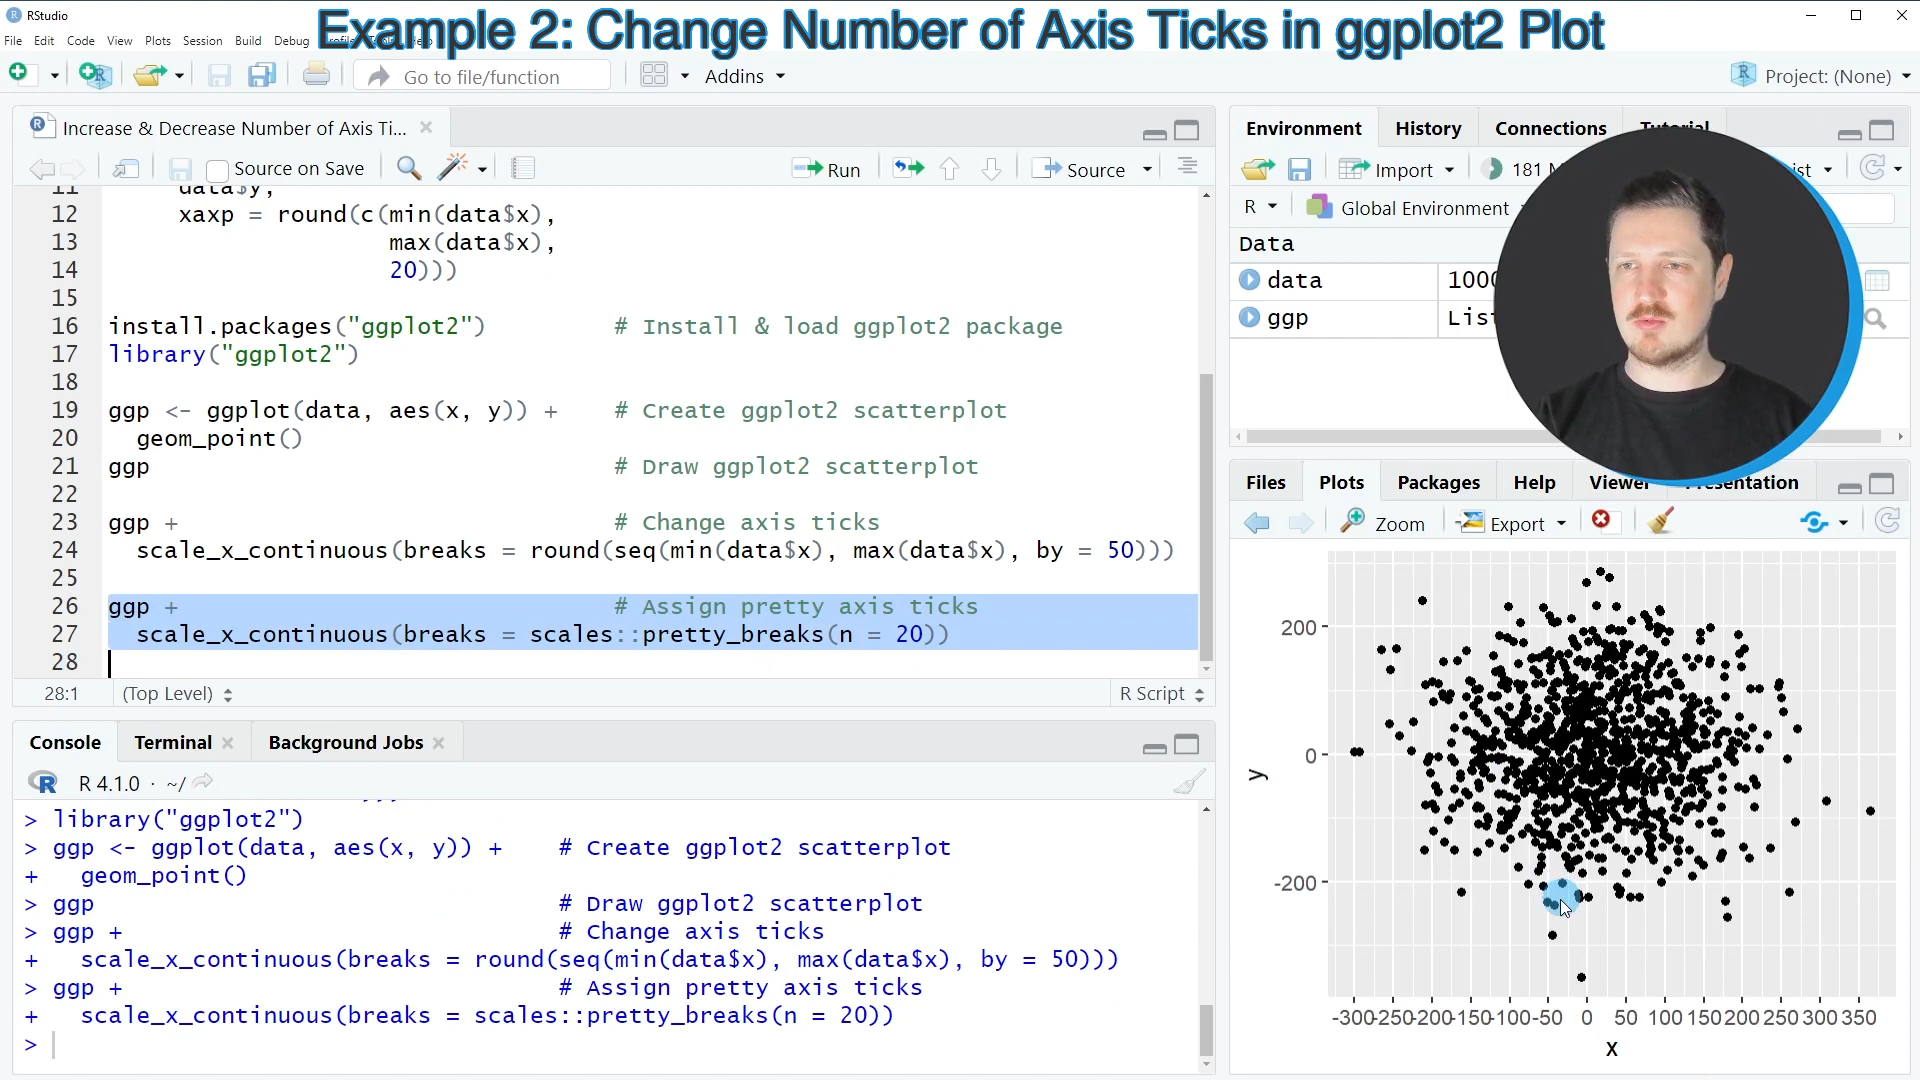 RStudio
Example 2: Change Number of Axis Ticks in ggplot2 Plot
File Edit Code View Plots Session Build Debug
Go to file/function
Addins
Project: (None)
Increase & Decrease Number of Axis Ti...
Source on Save
Run
Source
11 data$y,
12 xaxp = round(c(min(data$x),
13 max(data$x),
14 20)))
15
16 install.packages("ggplot2") # Install & load ggplot2 package
17 library("ggplot2")
18
19 ggp <- ggplot(data, aes(x, y)) + # Create ggplot2 scatterplot
20 geom_point()
21 ggp # Draw ggplot2 scatterplot
22
23 ggp + # Change axis ticks
24 scale_x_continuous(breaks = round(seq(min(data$x), max(data$x), by = 50)))
25
26 ggp + # Assign pretty axis ticks
27 scale_x_continuous(breaks = scales::pretty_breaks(n = 20))
28
28:1 (Top Level) R Script
Console Terminal Background Jobs
R 4.1.0 · ~/
> library("ggplot2")
> ggp <- ggplot(data, aes(x, y)) + # Create ggplot2 scatterplot
+ geom_point()
> ggp # Draw ggplot2 scatterplot
> ggp + # Change axis ticks
+ scale_x_continuous(breaks = round(seq(min(data$x), max(data$x), by = 50)))
> ggp + # Assign pretty axis ticks
+ scale_x_continuous(breaks = scales::pretty_breaks(n = 20))
>
Environment History Connections Tutorial
Import 181 M
R Global Environment
Data
data 1000
ggp List
Files Plots Packages Help Viewer Presentation
Zoom Export
200
0
-200
y
-300 -250 -200 -150 -100 -50 0 50 100 150 200 250 300 350
x